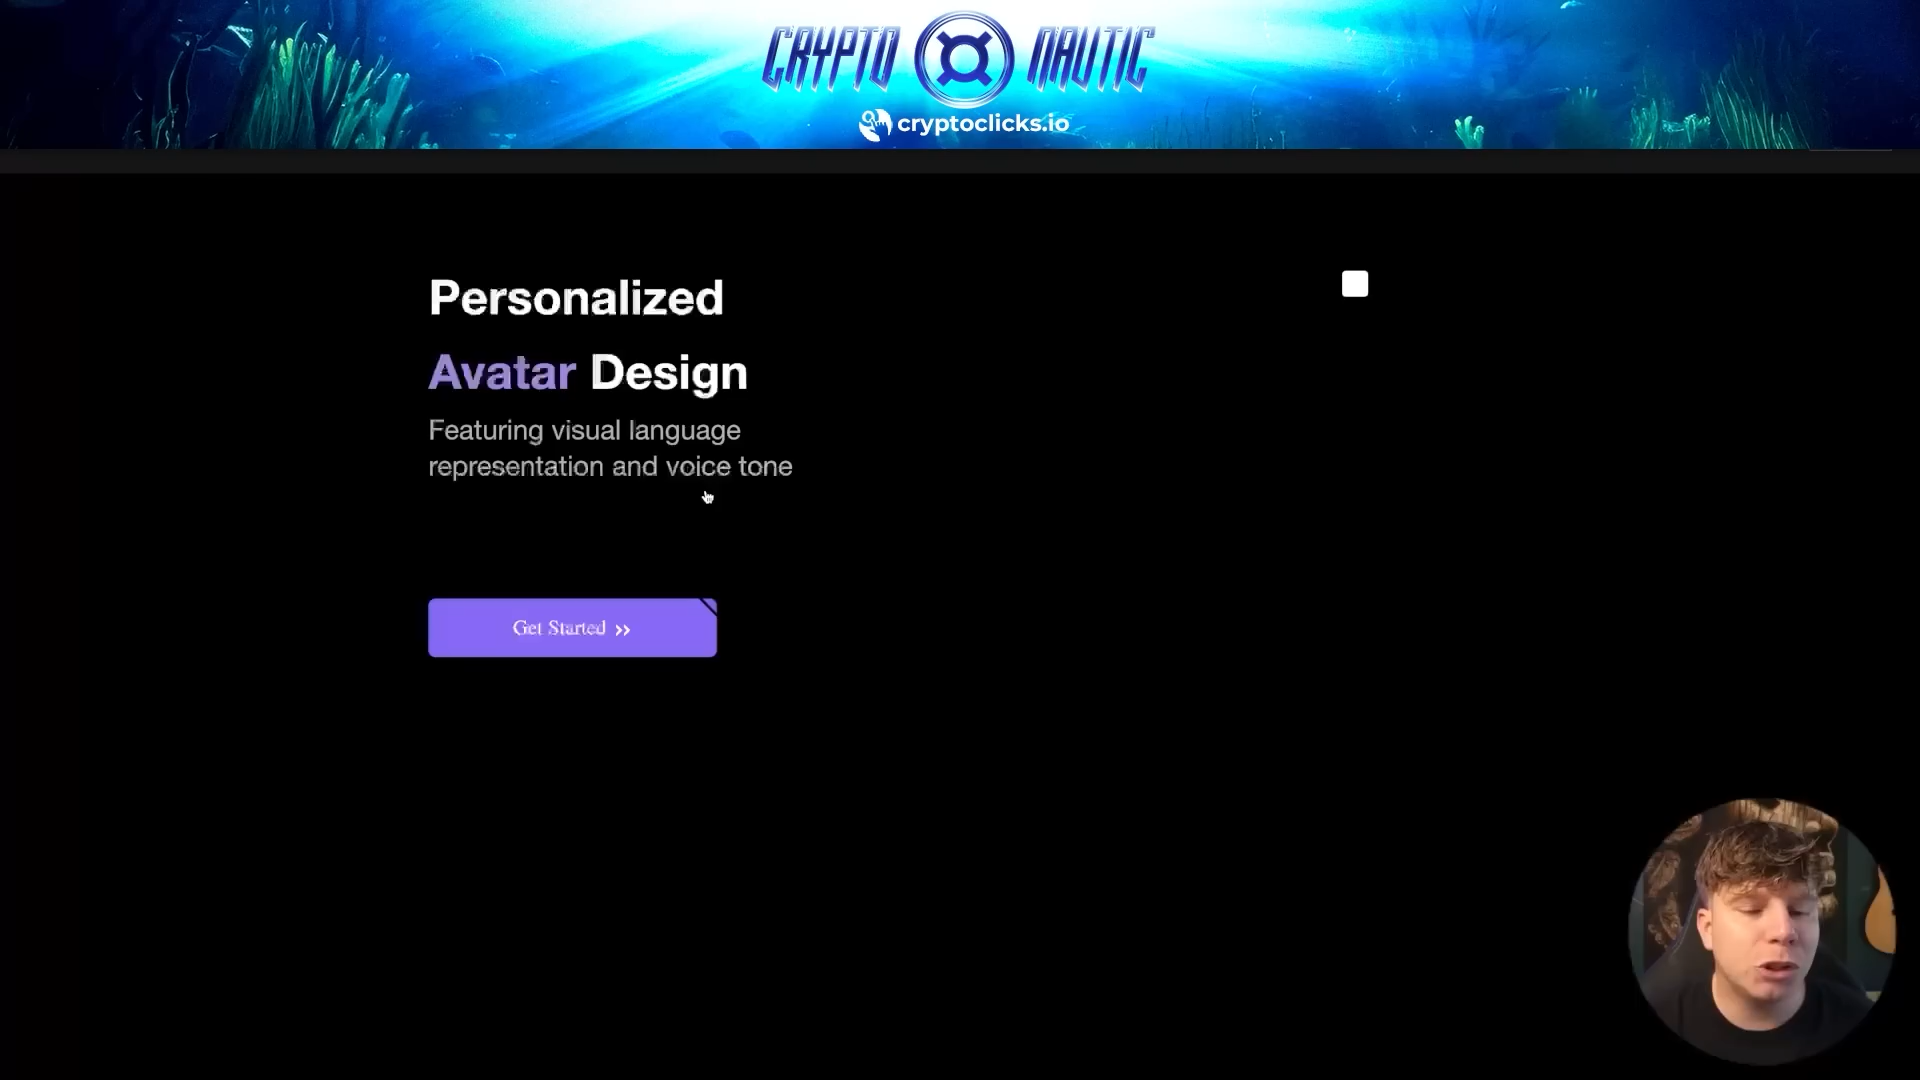 CRYPTO NAUTIC
cryptoclicks.io
Personalized
Avatar Design
Featuring visual language
representation and voice tone
Get Started »